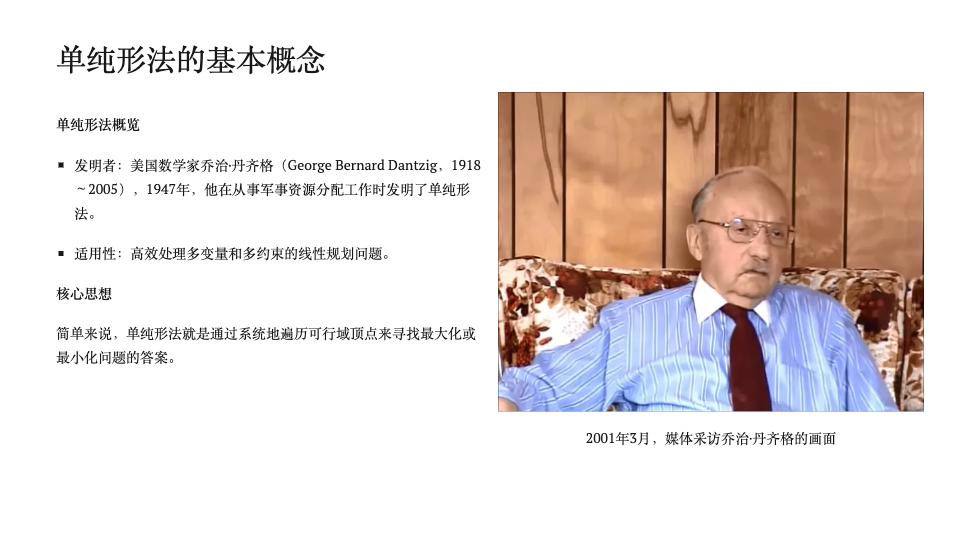 单纯形法的基本概念
单纯形法概览
▪ 发明者：美国数学家乔治·丹齐格（George Bernard Dantzig，1918
～2005），1947年，他在从事军事资源分配工作时发明了单纯形
法。
▪ 适用性：高效处理多变量和多约束的线性规划问题。
核心思想
简单来说，单纯形法就是通过系统地遍历可行域顶点来寻找最大化或
最小化问题的答案。
2001年3月，媒体采访乔治·丹齐格的画面